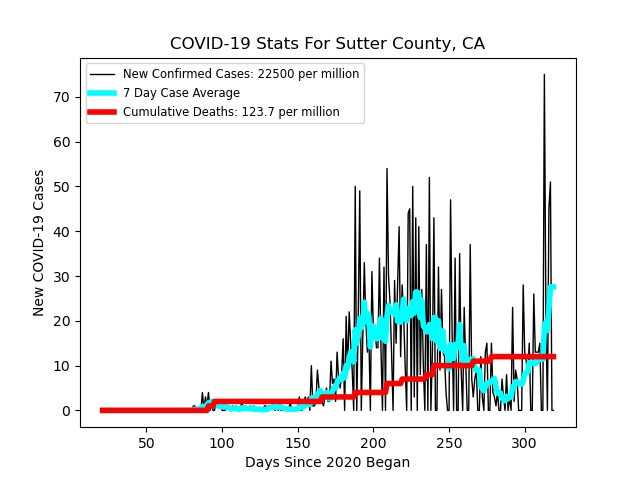 COVID-19 Stats For Sutter County, CA
New Confirmed Cases: 22500 per million
7 Day Case Average
Cumulative Deaths: 123.7 per million
New COVID-19 Cases
70
60
50
40
30
20
10
0
50 100 150 200 250 300
Days Since 2020 Began